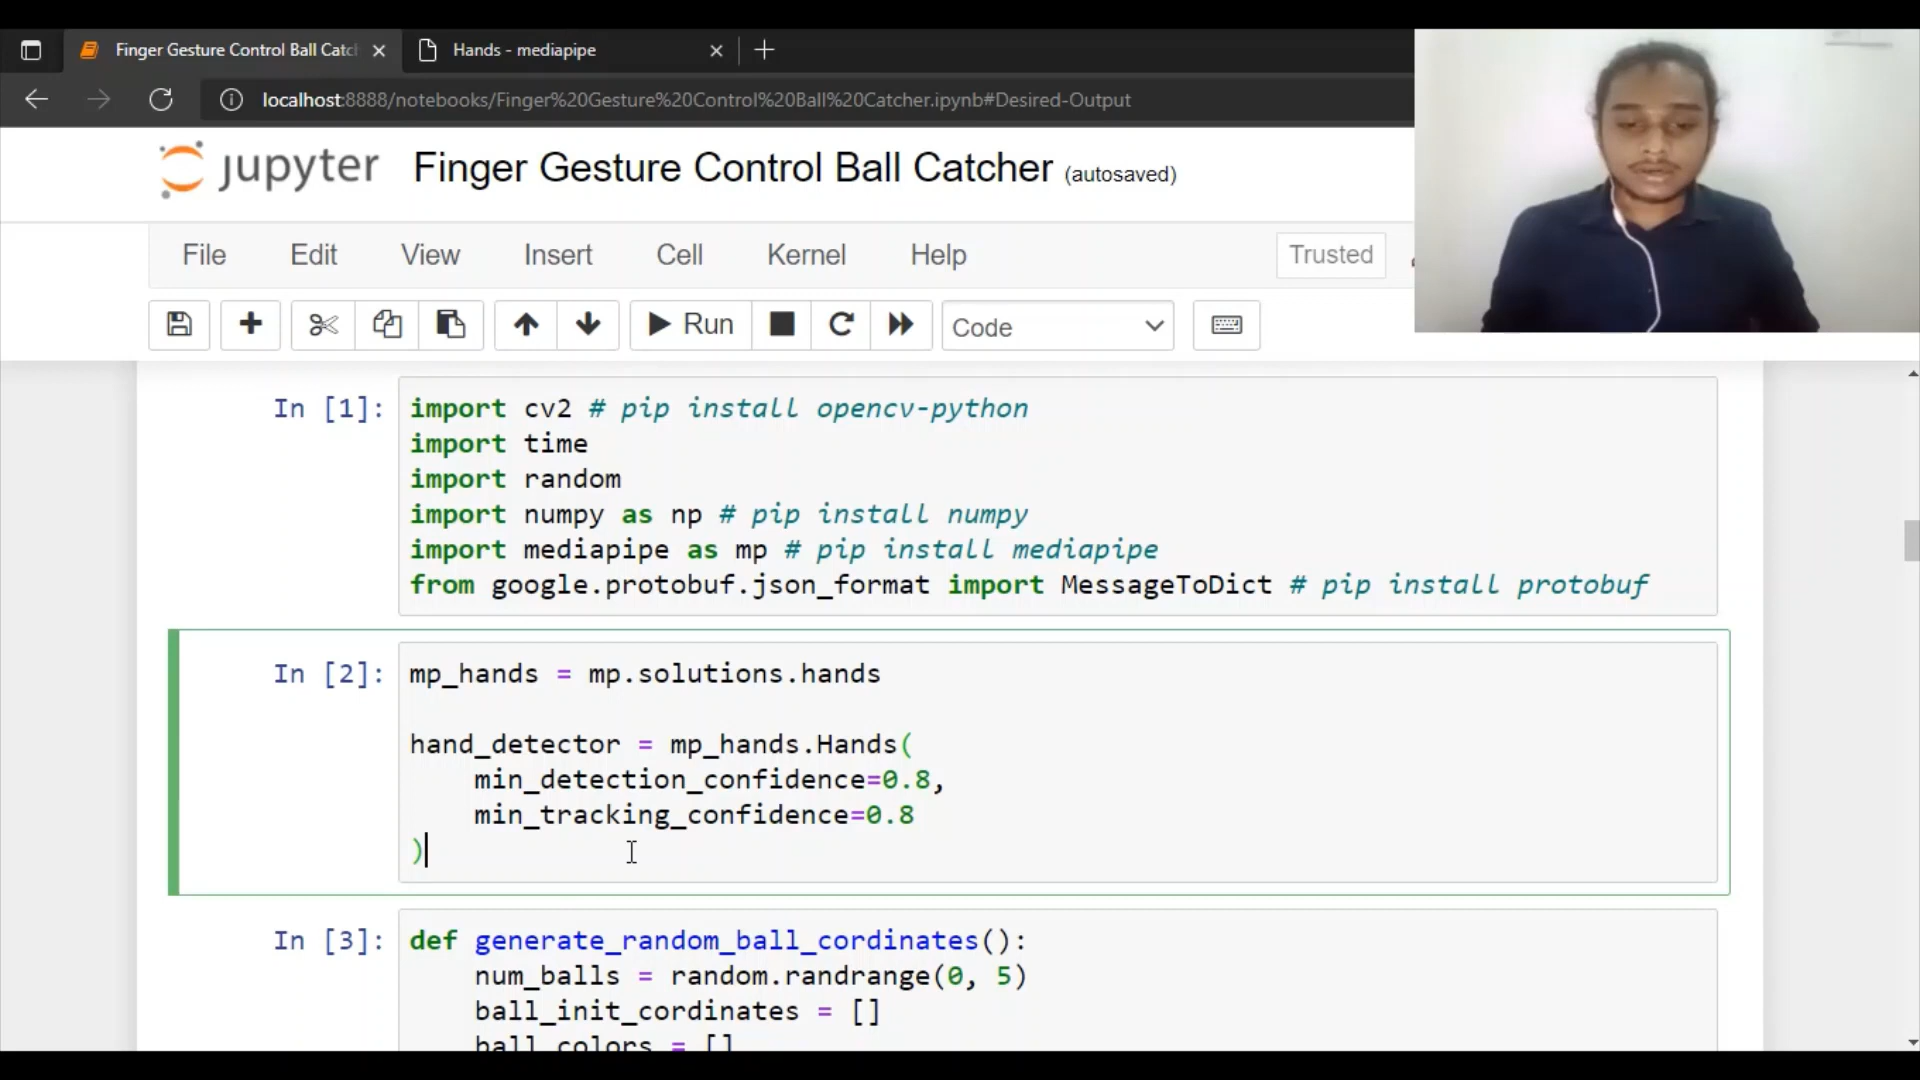 Finger Gesture Control Ball Catc
Hands - mediapipe
localhost:8888/notebooks/Finger%20Gesture%20Control%20Ball%20Catcher.ipynb#Desired-Output
jupyter Finger Gesture Control Ball Catcher (autosaved)
File Edit View Insert Cell Kernel Help Trusted
Run Code
In [1]: import cv2 # pip install opencv-python
import time
import random
import numpy as np # pip install numpy
import mediapipe as mp # pip install mediapipe
from google.protobuf.json_format import MessageToDict # pip install protobuf
In [2]: mp_hands = mp.solutions.hands
hand_detector = mp_hands.Hands(
min_detection_confidence=0.8,
min_tracking_confidence=0.8
)
In [3]: def generate_random_ball_cordinates():
num_balls = random.randrange(0, 5)
ball_init_cordinates = []
ball_colors = []